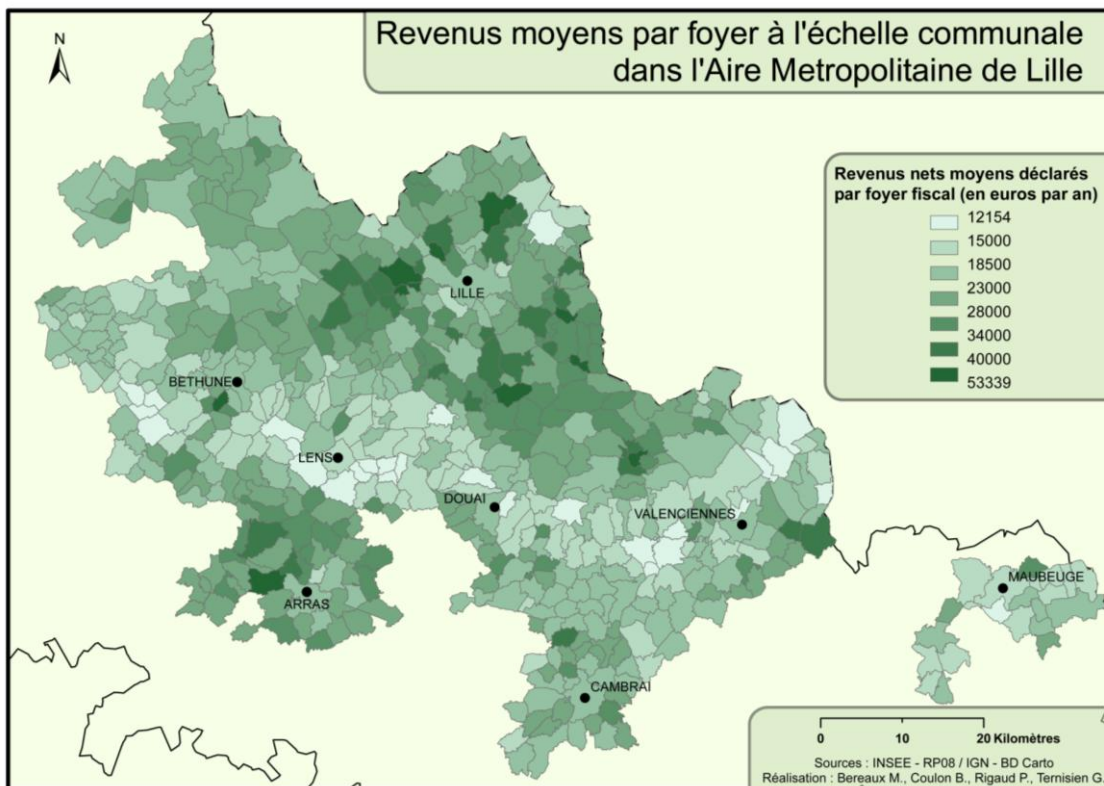 Revenus moyens par foyer à l'échelle communale
dans l'Aire Metropolitaine de Lille
N
Revenus nets moyens déclarés
par foyer fiscal (en euros par an)
12154
15000
18500
23000
28000
34000
40000
53339
LILLE
BETHUNE
LENS
DOUAI
VALENCIENNES
MAUBEUGE
ARRAS
CAMBRAI
0 10 20 Kilomètres
Sources : INSEE - RP08 / IGN - BD Carto
Réalisation : Bereaux M., Coulon B., Rigaud P., Ternisien G.